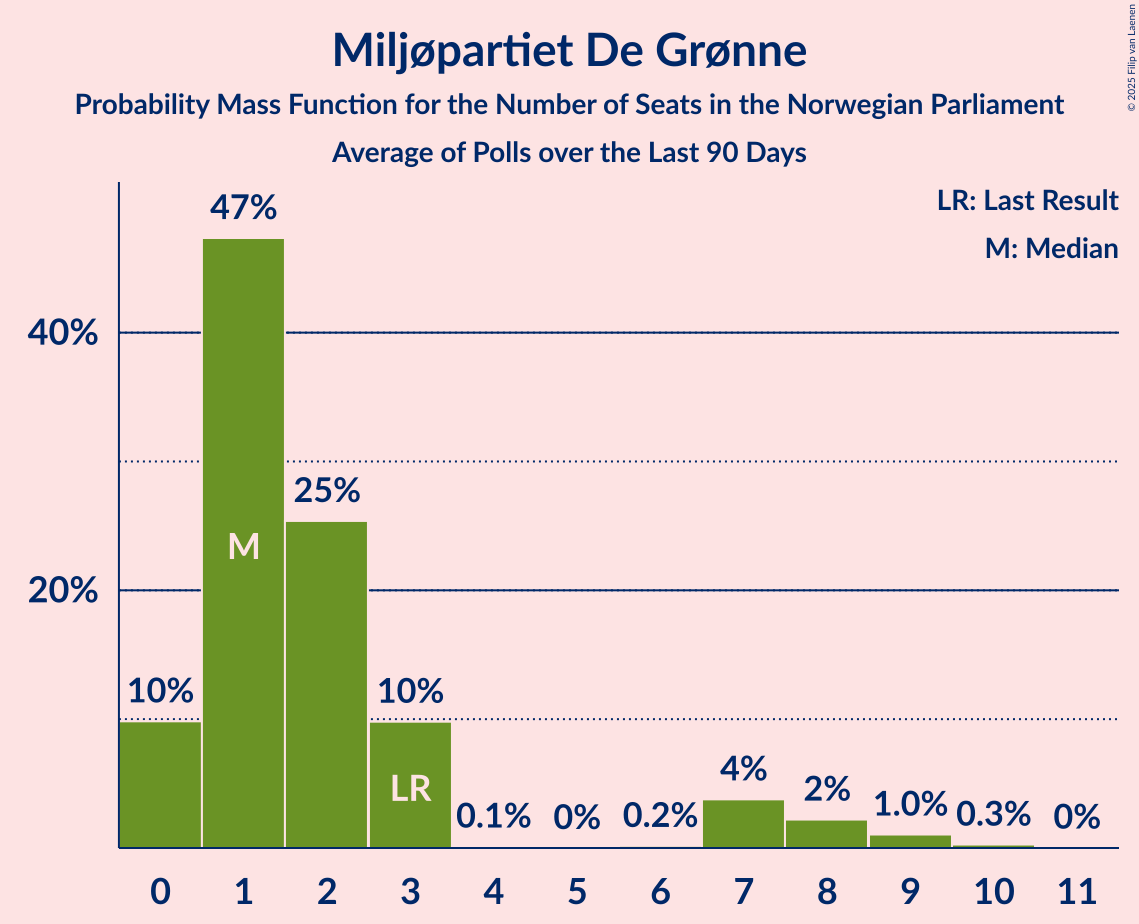 Miljøpartiet De Grønne
Probability Mass Function for the Number of Seats in the Norwegian Parliament
Average of Polls over the Last 90 Days
© 2025 Filip van Laenen
LR: Last Result
M: Median
47%
40%
25%
M
20%
10%
10%
LR
0.1%
0%
0.2%
4%
2%
1.0%
0.3%
0%
0 1 2 3 4 5 6 7 8 9 10 11